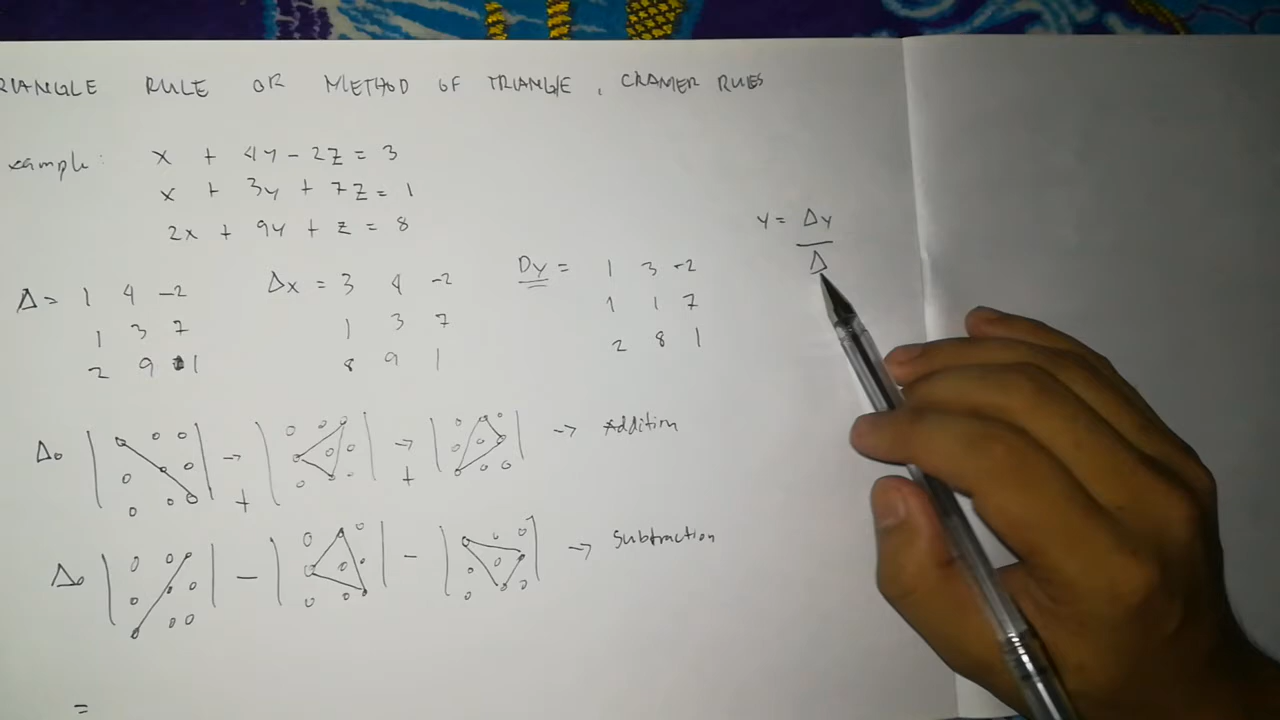 RIANGLE RULE OR METHOD OF TRIANGLE, CRAMER RULES
example: x + 4y - 2z = 3
x + 3y + 7z = 1
2x + 9y + z = 8
y = Δy
Δ
Δ = 1 4 -2
1 3 7
2 9 1
Δx = 3 4 -2
1 3 7
8 9 1
Dy = 1 3 -2
1 1 7
2 8 1
Δ₀ → + → + → Addition
Δ₀ - - → Subtraction
=